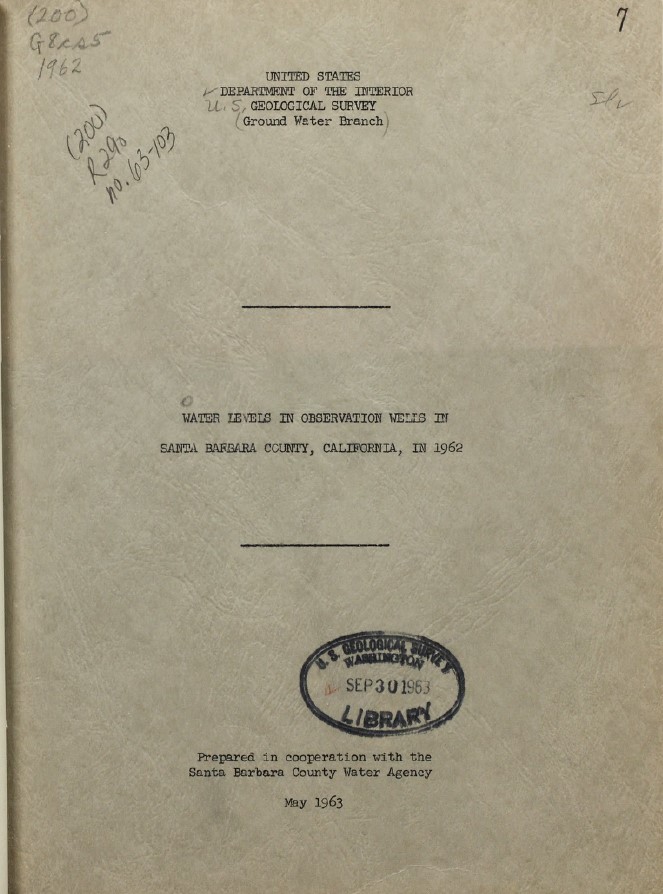 (200)
G8cs5
1962
7
(200)
R29o
no. 63-103
UNITED STATES
DEPARTMENT OF THE INTERIOR
U.S. GEOLOGICAL SURVEY
(Ground Water Branch)
WATER LEVELS IN OBSERVATION WELLS IN
SANTA BARBARA COUNTY, CALIFORNIA, IN 1962
U. S. GEOLOGICAL SURVEY
WASHINGTON
SEP 30 1963
LIBRARY
Prepared in cooperation with the
Santa Barbara County Water Agency
May 1963